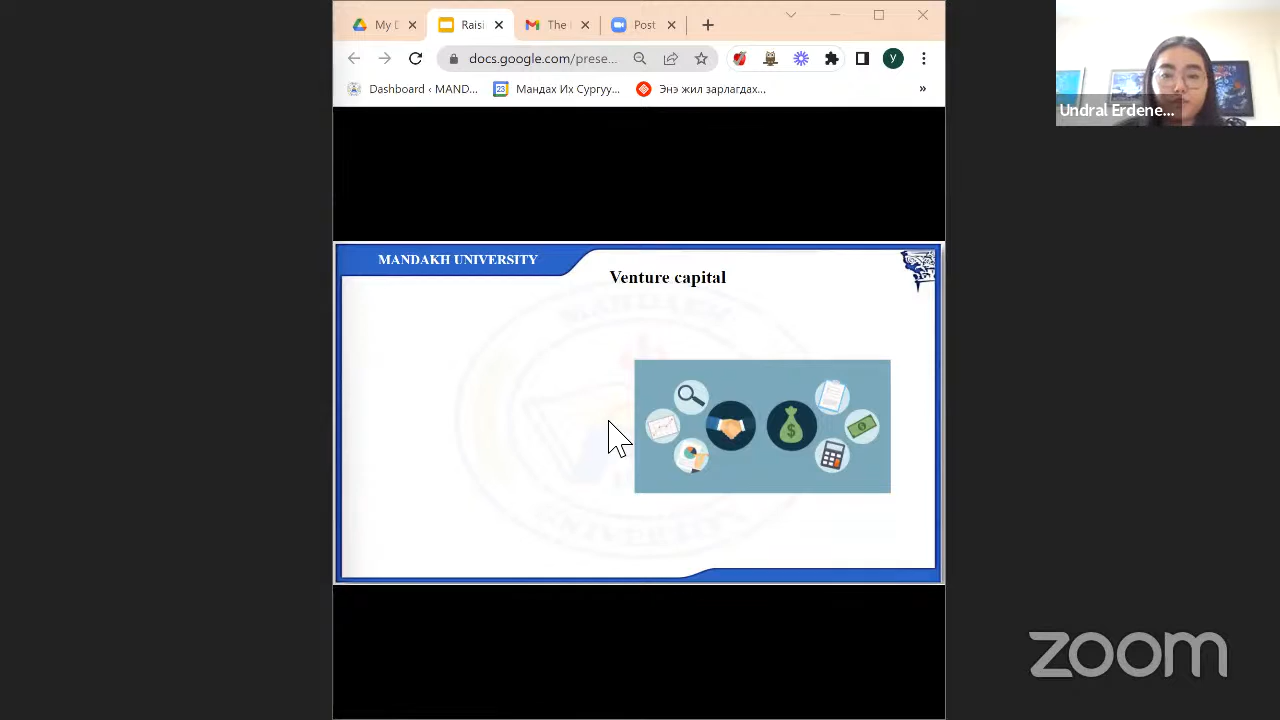 My D
Raisi
The
Post
docs.google.com/prese...
y
Dashboard
MAND...
23
Мандах Их Сургуу...
Энэ жил зарлагдах...
»
Undral Erdene...
MANDAKH UNIVERSITY
Venture capital
$
zoom